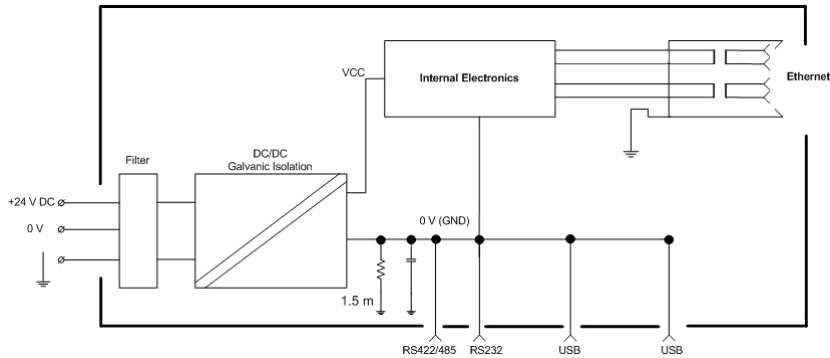 VCC
Internal Electronics
Ethernet
Filter
DC/DC
Galvanic Isolation
+24 V DC
0 V
0 V (GND)
1.5 m
RS422/485
RS232
USB
USB